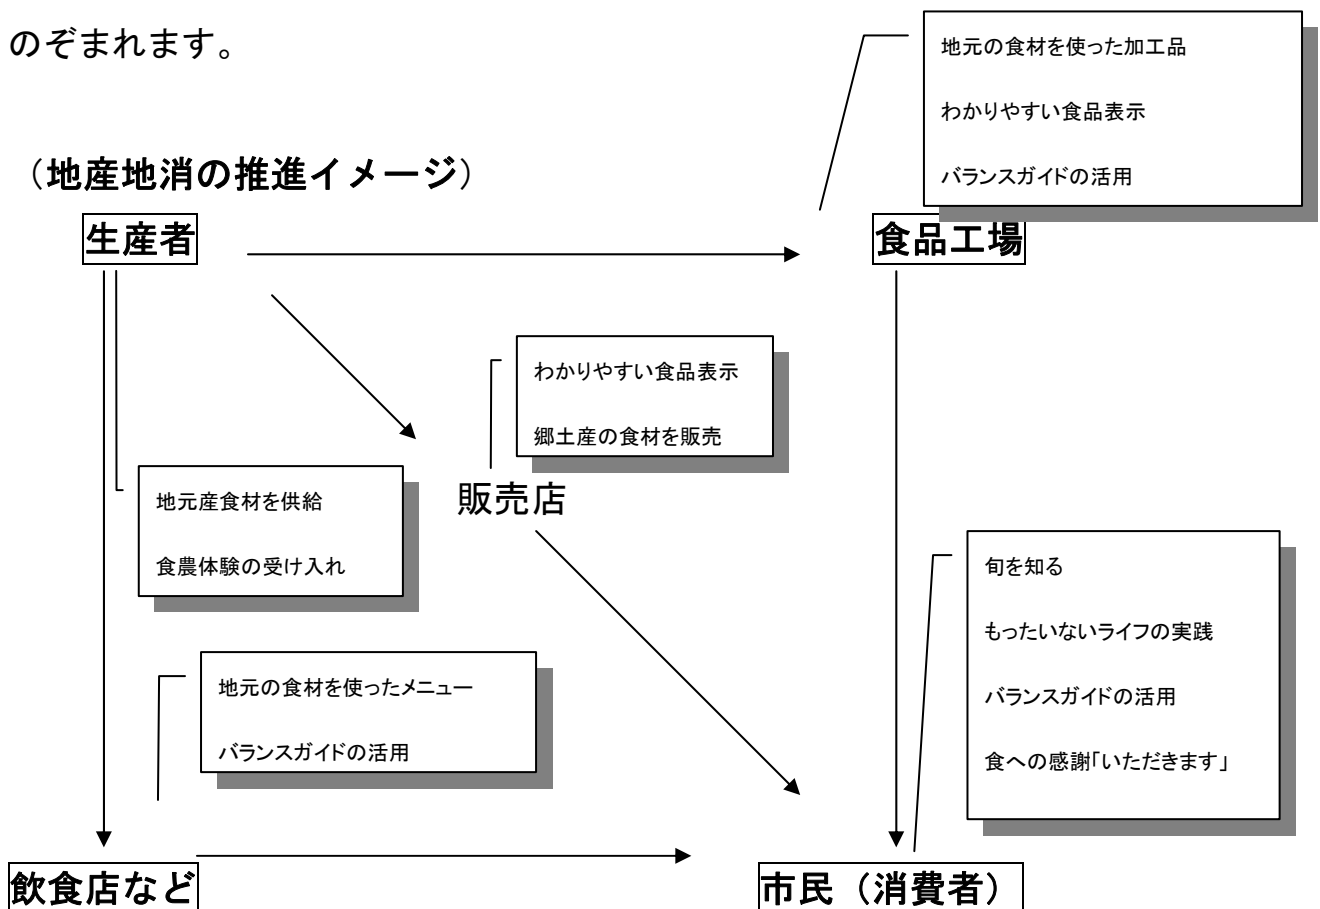 のぞまれます。
地元の食材を使った加工品
わかりやすい食品表示
バランスガイドの活用
（地産地消の推進イメージ）
生産者
食品工場
わかりやすい食品表示
郷土産の食材を販売
販売店
地元産食材を供給
食農体験の受け入れ
旬を知る
もったいないライフの実践
バランスガイドの活用
食への感謝「いただきます」
地元の食材を使ったメニュー
バランスガイドの活用
飲食店など
市民（消費者）